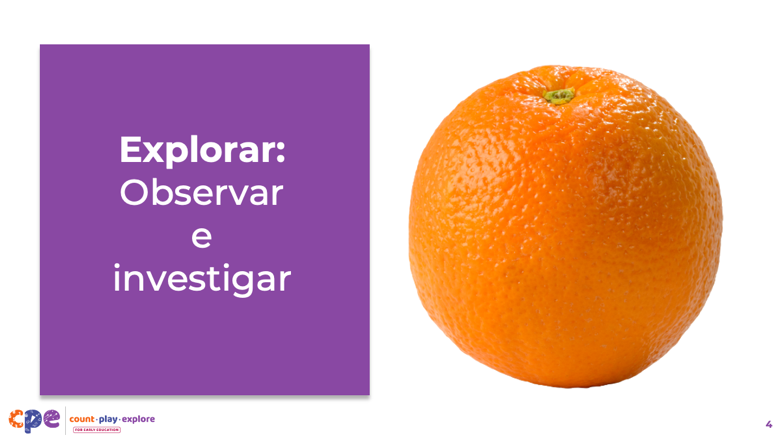 Explorar:
Observar
e
investigar
cpe
count·play·explore
FOR EARLY EDUCATION
4